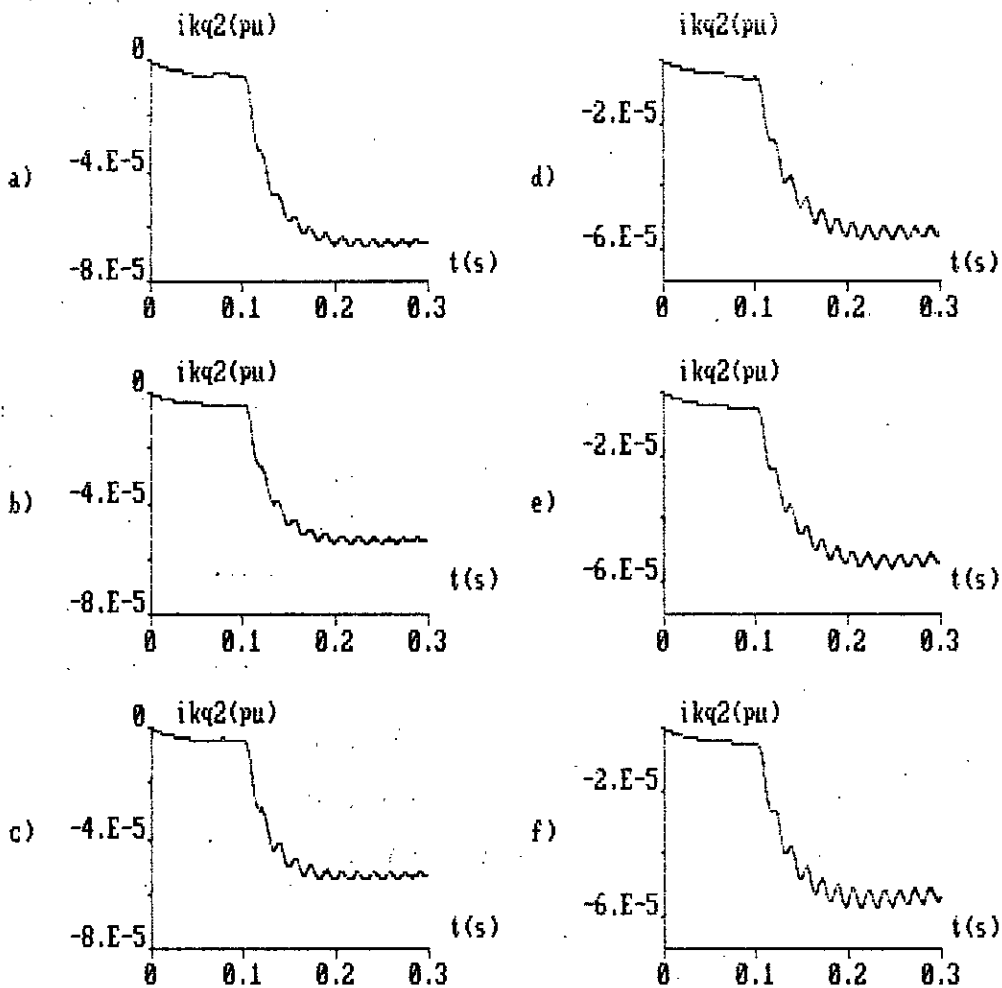 ikq2(pu)
0
-4.E-5
-8.E-5
a)
t(s)
0 0.1 0.2 0.3
ikq2(pu)
-2.E-5
-6.E-5
d)
t(s)
0 0.1 0.2 0.3
ikq2(pu)
0
-4.E-5
-8.E-5
b)
t(s)
0 0.1 0.2 0.3
ikq2(pu)
-2.E-5
-6.E-5
e)
t(s)
0 0.1 0.2 0.3
ikq2(pu)
0
-4.E-5
-8.E-5
c)
t(s)
0 0.1 0.2 0.3
ikq2(pu)
-2.E-5
-6.E-5
f)
t(s)
0 0.1 0.2 0.3